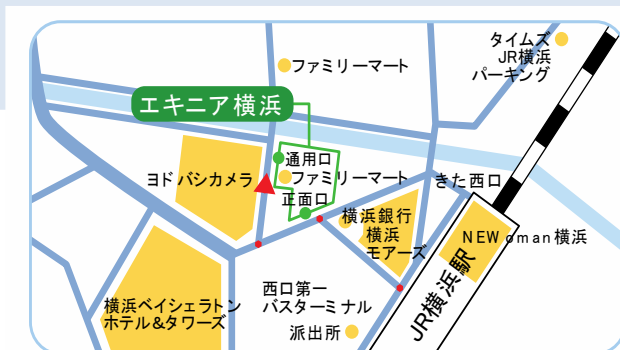 タイムズ
JR横浜
パーキング
ファミリーマート
エキニア横浜
通用口
ヨドバシカメラ
ファミリーマート
きた西口
正面口
横浜銀行
横浜
モアーズ
NEWoman横浜
JR横浜駅
西口第一
バスターミナル
横浜ベイシェラトン
ホテル&タワーズ
派出所